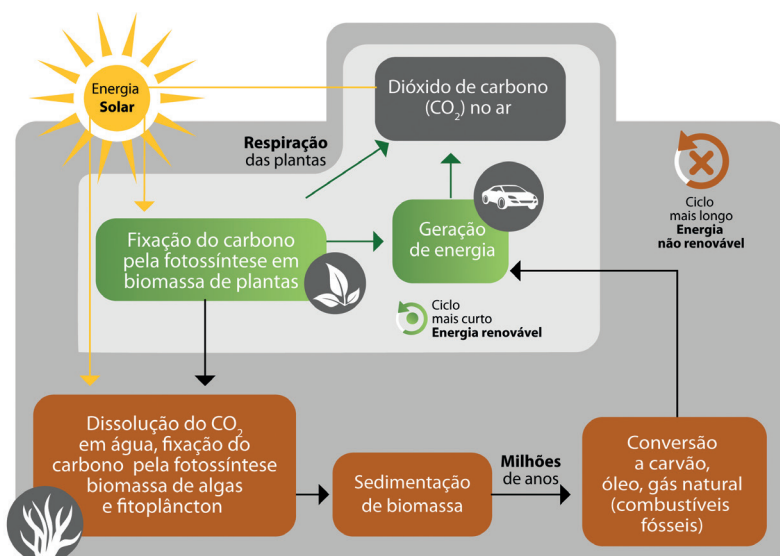 Energia
Solar
Dióxido de carbono
(CO₂) no ar
Respiração
das plantas
Ciclo
mais longo
Energia
não renovável
Fixação do carbono
pela fotossíntese em
biomassa de plantas
Geração
de energia
Ciclo
mais curto
Energia renovável
Dissolução do CO₂
em água, fixação do
carbono pela fotossíntese
biomassa de algas
e fitoplâncton
Sedimentação
de biomassa
Milhões
de anos
Conversão
a carvão,
óleo, gás natural
(combustíveis
fósseis)